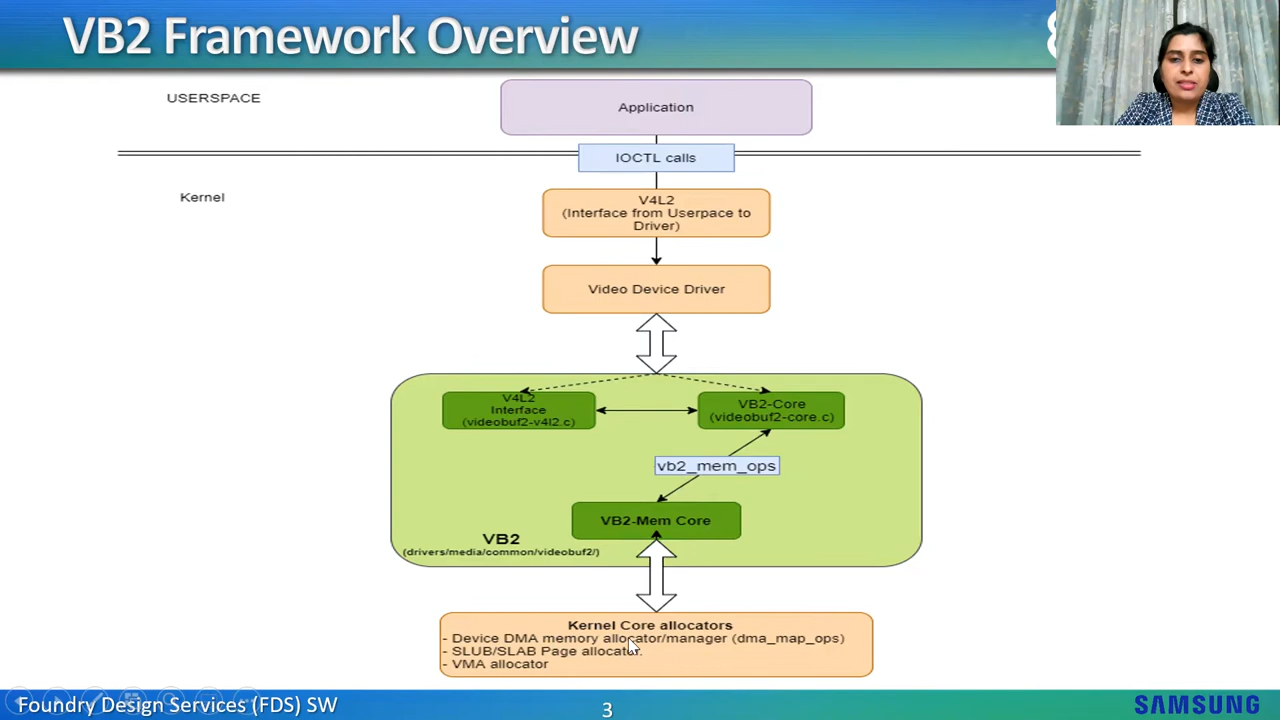 VB2 Framework Overview
USERSPACE
Application
IOCTL calls
Kernel
V4L2
(Interface from Userpace to
Driver)
Video Device Driver
V4L2
Interface
(videobuf2-v4l2.c)
VB2-Core
(videobuf2-core.c)
vb2_mem_ops
VB2-Mem Core
VB2
(drivers/media/common/videobuf2/)
Kernel Core allocators
- Device DMA memory allocator/manager (dma_map_ops)
- SLUB/SLAB Page allocator.
- VMA allocator
Foundry Design Services (FDS) SW
3
SAMSUNG